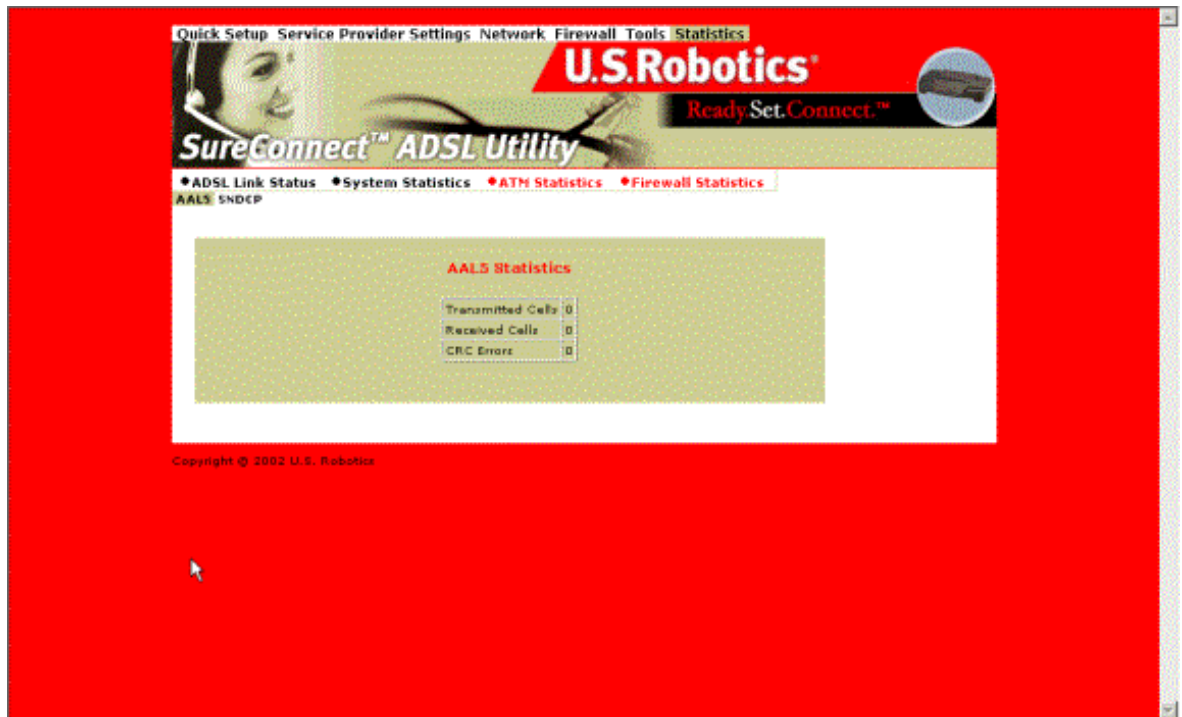 Quick Setup Service Provider Settings Network Firewall Tools Statistics
U.S.Robotics®
Ready.Set.Connect.™
SureConnect™ ADSL Utility
ADSL Link Status System Statistics ATM Statistics Firewall Statistics
AAL5 SNDCP
AAL5 Statistics
Transmitted Cells 0
Received Cells 0
CRC Errors 0
Copyright © 2002 U.S. Robotics